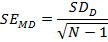 SE_MD = SD_D / √(N − 1)